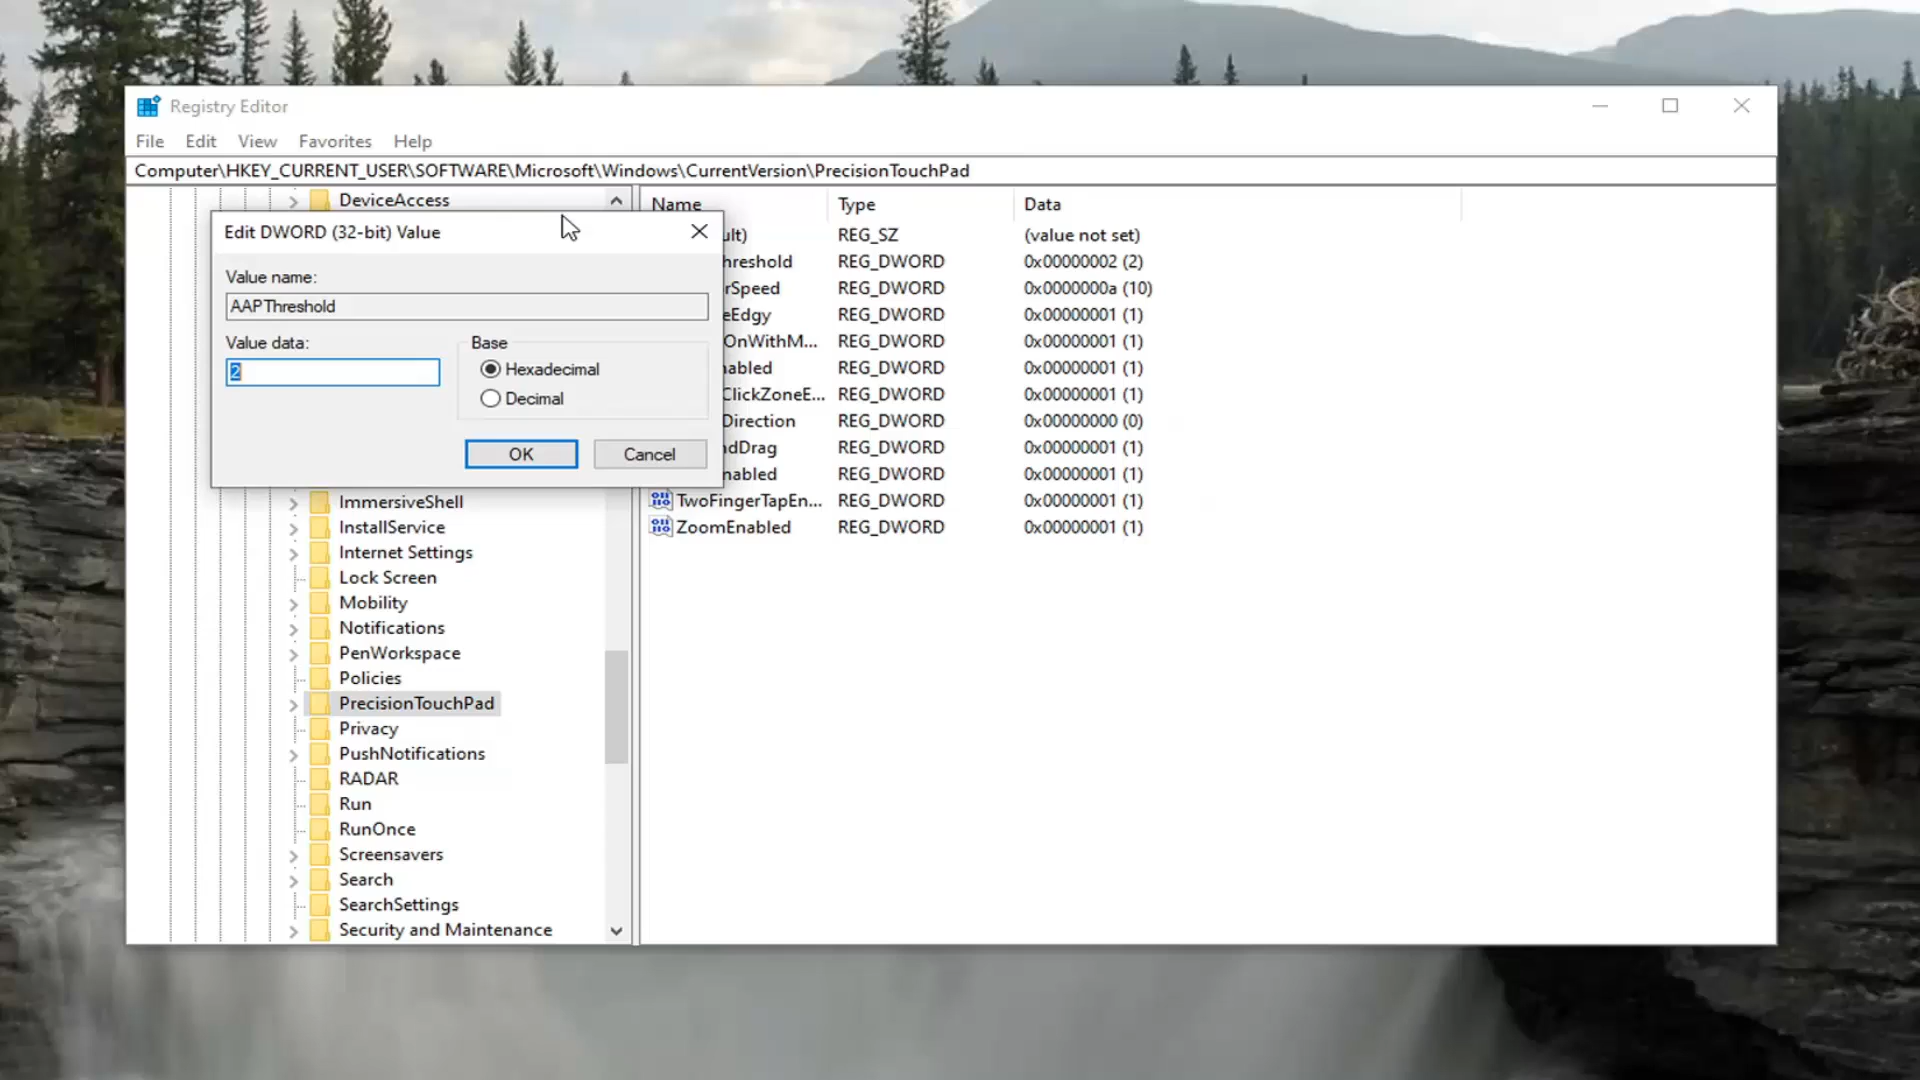 Registry Editor
File Edit View Favorites Help
Computer\HKEY_CURRENT_USER\SOFTWARE\Microsoft\Windows\CurrentVersion\PrecisionTouchPad
DeviceAccess
Edit DWORD (32-bit) Value
Value name:
AAPThreshold
Value data:
2
Base
Hexadecimal
Decimal
OK Cancel
ImmersiveShell
InstallService
Internet Settings
Lock Screen
Mobility
Notifications
PenWorkspace
Policies
PrecisionTouchPad
Privacy
PushNotifications
RADAR
Run
RunOnce
Screensavers
Search
SearchSettings
Security and Maintenance
Name Type Data
ult) REG_SZ (value not set)
hreshold REG_DWORD 0x00000002 (2)
rSpeed REG_DWORD 0x0000000a (10)
eEdgy REG_DWORD 0x00000001 (1)
OnWithM... REG_DWORD 0x00000001 (1)
nabled REG_DWORD 0x00000001 (1)
ClickZoneE... REG_DWORD 0x00000001 (1)
Direction REG_DWORD 0x00000000 (0)
ndDrag REG_DWORD 0x00000001 (1)
nabled REG_DWORD 0x00000001 (1)
TwoFingerTapEn... REG_DWORD 0x00000001 (1)
ZoomEnabled REG_DWORD 0x00000001 (1)